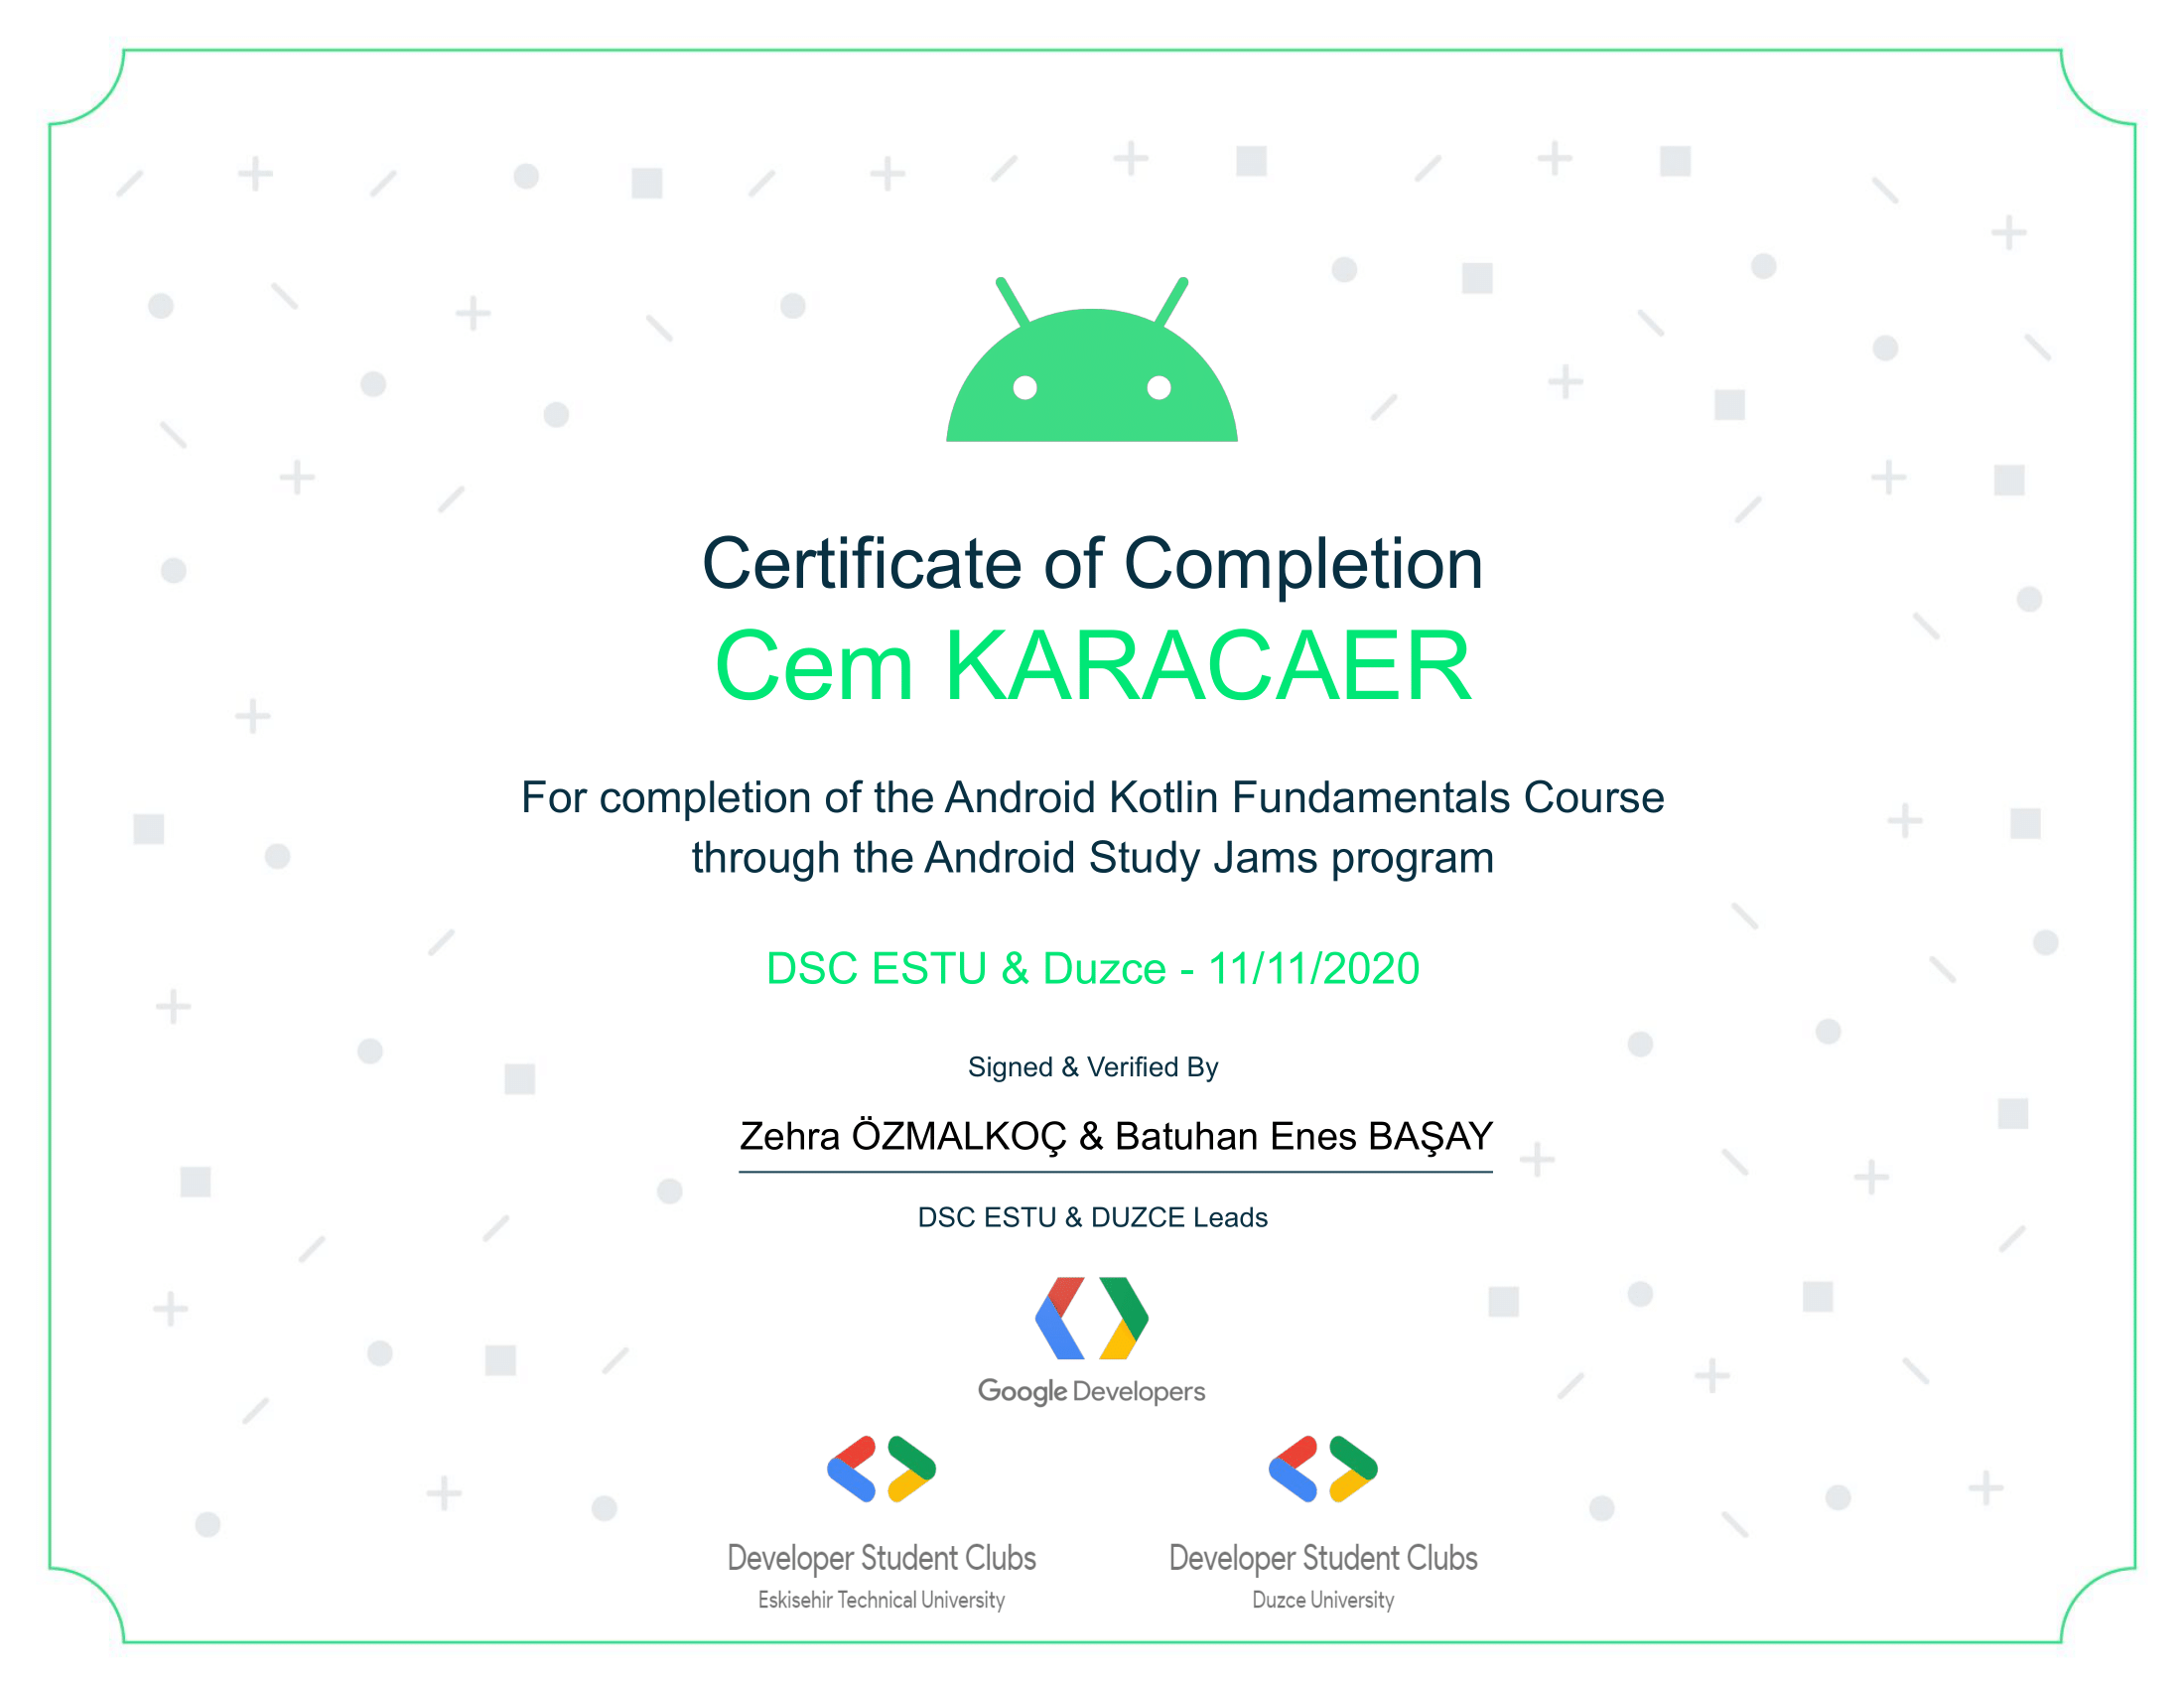 Certificate of Completion
Cem KARACAER
For completion of the Android Kotlin Fundamentals Course
through the Android Study Jams program
DSC ESTU & Duzce - 11/11/2020
Signed & Verified By
Zehra ÖZMALKOÇ & Batuhan Enes BAŞAY
DSC ESTU & DUZCE Leads
Google Developers
Developer Student Clubs
Eskisehir Technical University
Developer Student Clubs
Duzce University